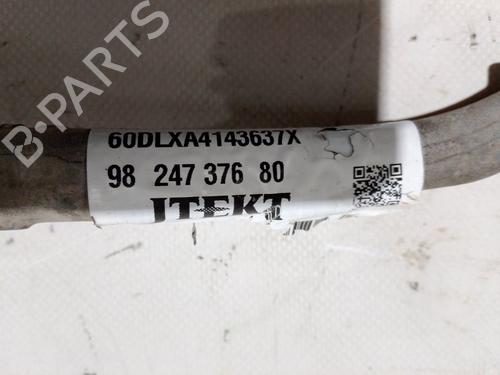 60DLXA4143637X
98 247 376 80
JTEKT
B-PARTS